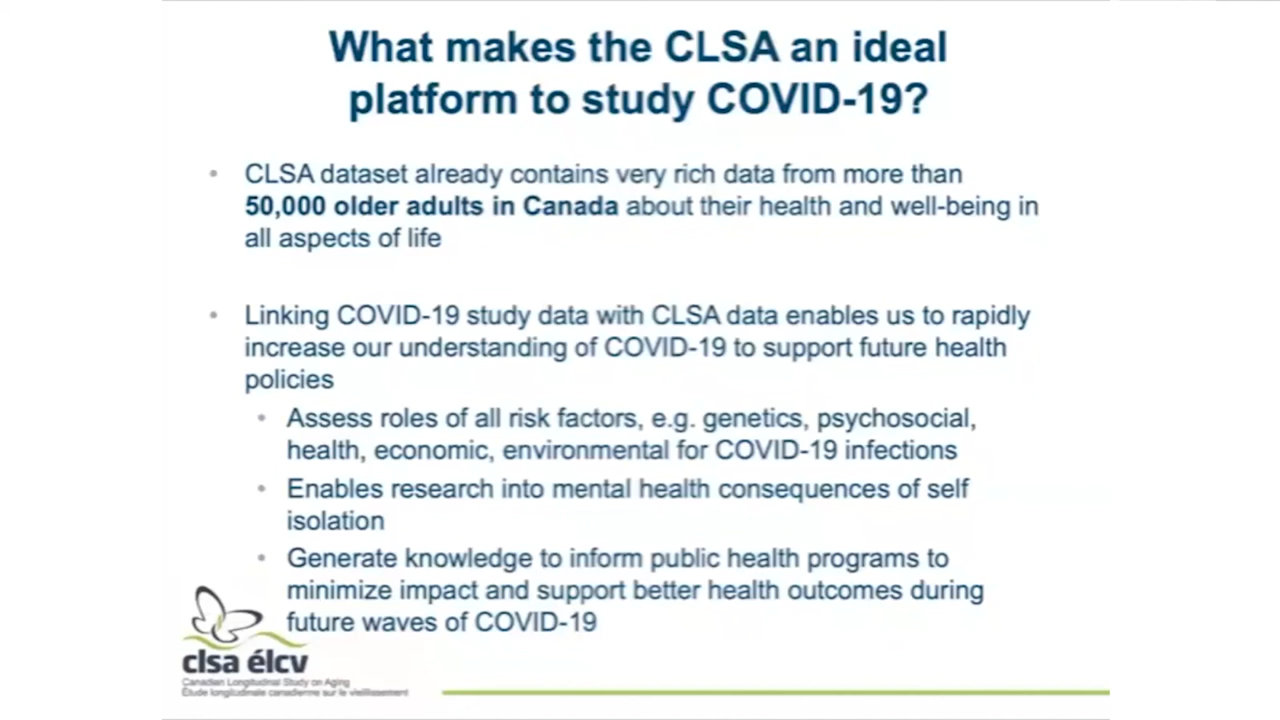 What makes the CLSA an ideal
platform to study COVID-19?
• CLSA dataset already contains very rich data from more than
50,000 older adults in Canada about their health and well-being in
all aspects of life
• Linking COVID-19 study data with CLSA data enables us to rapidly
increase our understanding of COVID-19 to support future health
policies
• Assess roles of all risk factors, e.g. genetics, psychosocial,
health, economic, environmental for COVID-19 infections
• Enables research into mental health consequences of self
isolation
• Generate knowledge to inform public health programs to
minimize impact and support better health outcomes during
future waves of COVID-19
clsa élcv
Canadian Longitudinal Study on Aging
Étude longitudinale canadienne sur le vieillissement